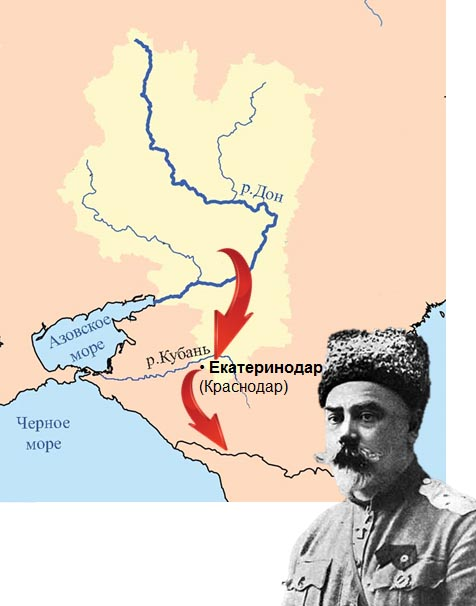 р.Дон
Азовское
море
р.Кубань
• Екатеринодар
(Краснодар)
Черное
море